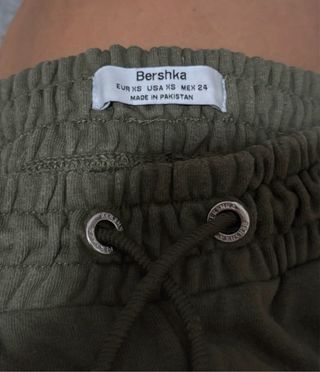 Bershka
EUR XS USA XS MEX 24
MADE IN PAKISTAN